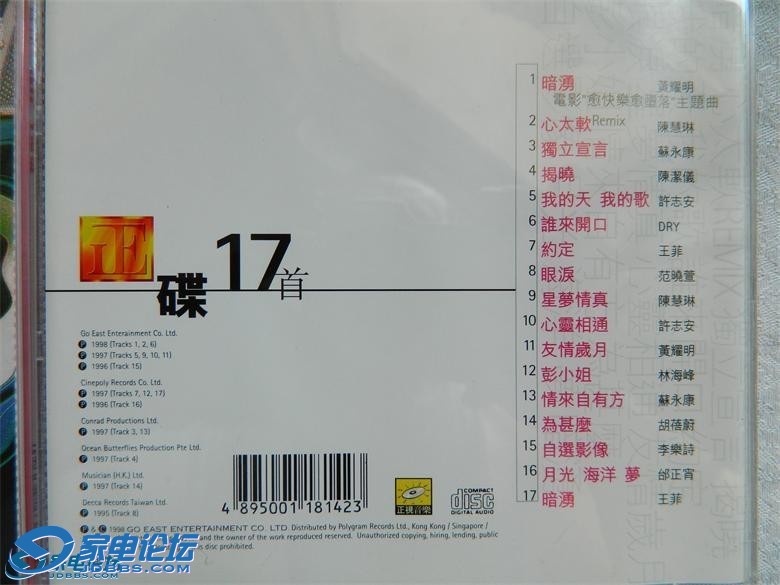 1 暗湧 黃耀明
電影"愈快樂愈墮落"主題曲
2 心太軟 Remix 陳慧琳
3 獨立宣言 蘇永康
4 揭曉 陳潔儀
5 我的天 我的歌 許志安
6 誰來開口 DRY
7 約定 王菲
8 眼淚 范曉萱
9 星夢情真 陳慧琳
10 心靈相通 許志安
11 友情歲月 黃耀明
12 彭小姐 林海峰
13 情來自有方 蘇永康
14 為甚麼 胡蓓蔚
15 自選影像 李樂詩
16 月光 海洋 夢 邰正宵
17 暗湧 王菲
正
GE
碟 17首
Go East Enterainment Co. Ltd.
Ⓟ 1998 (Tracks 1, 2, 6)
Ⓟ 1997 (Tracks 5, 9, 10, 11)
Ⓟ 1996 (Track 15)
Cinepoly Records Co. Ltd.
Ⓟ 1997 (Tracks 7, 12, 17)
Ⓟ 1996 (Track 16)
Conrad Productions Ltd.
Ⓟ 1997 (Track 3, 13)
Ocean Butterflies Production Pte Ltd.
Ⓟ 1997 (Track 4)
Musician (H.K.) Ltd.
Ⓟ 1997 (Track 14)
Decca Records Taiwan Ltd.
Ⓟ 1995 (Track 8)
4 895001 181423
正視音樂
COMPACT
disc
DIGITAL AUDIO
Ⓟ & © 1998 GO EAST ENTERTAINMENT CO. LTD. Distributed by Polygram Records Ltd., Hong Kong / Singapore /
and the owner of the work reproduced reserved. Unauthorized copying, hiring, lending, public
is disc prohibited.
家电论坛
JDBBS.COM